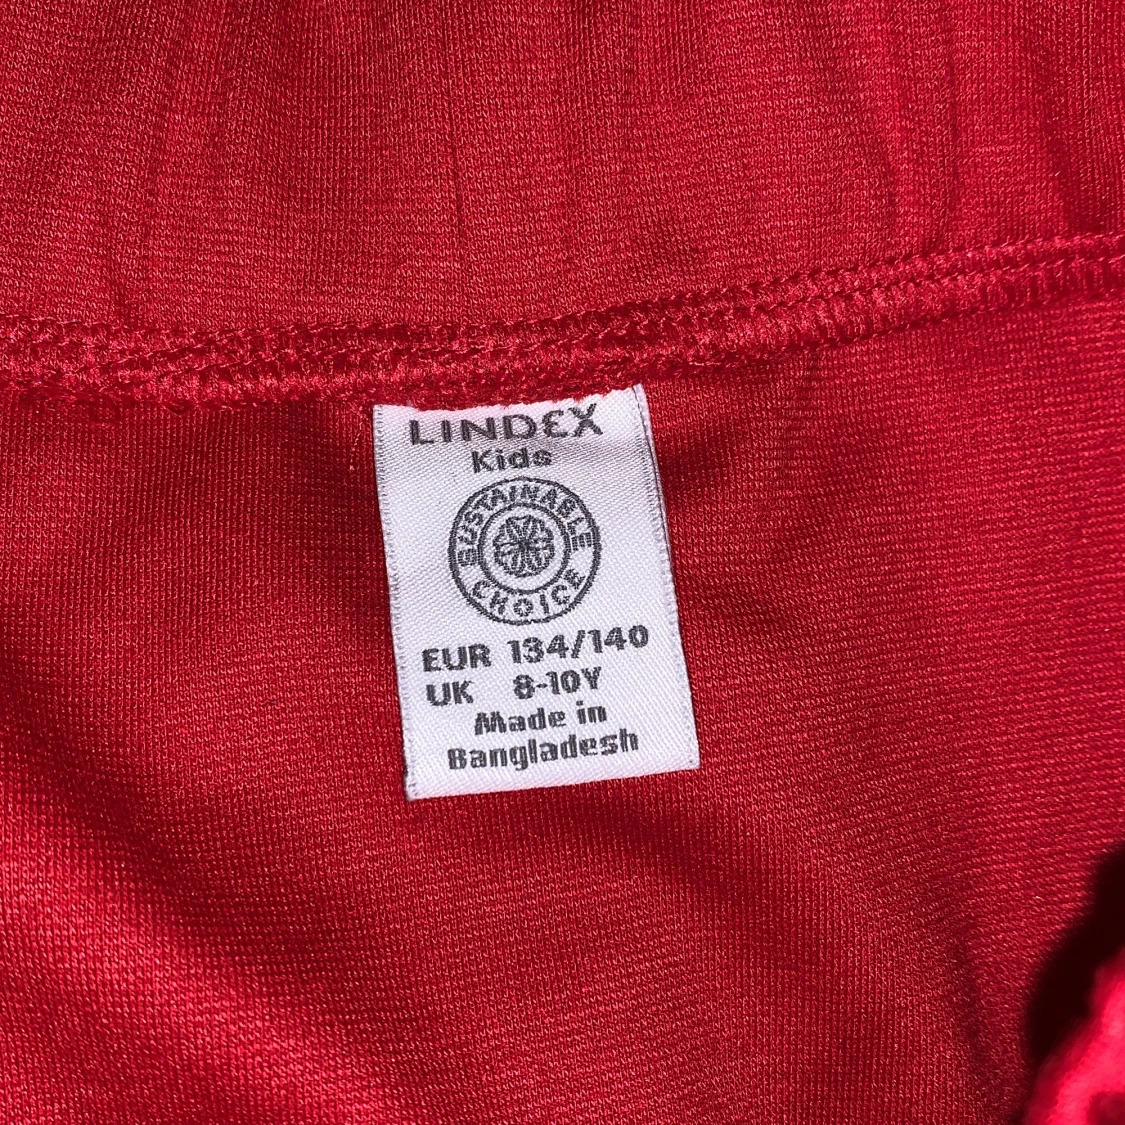 LINDEX
Kids
SUSTAINABLE
CHOICE
EUR 134/140
UK 8-10Y
Made in
Bangladesh